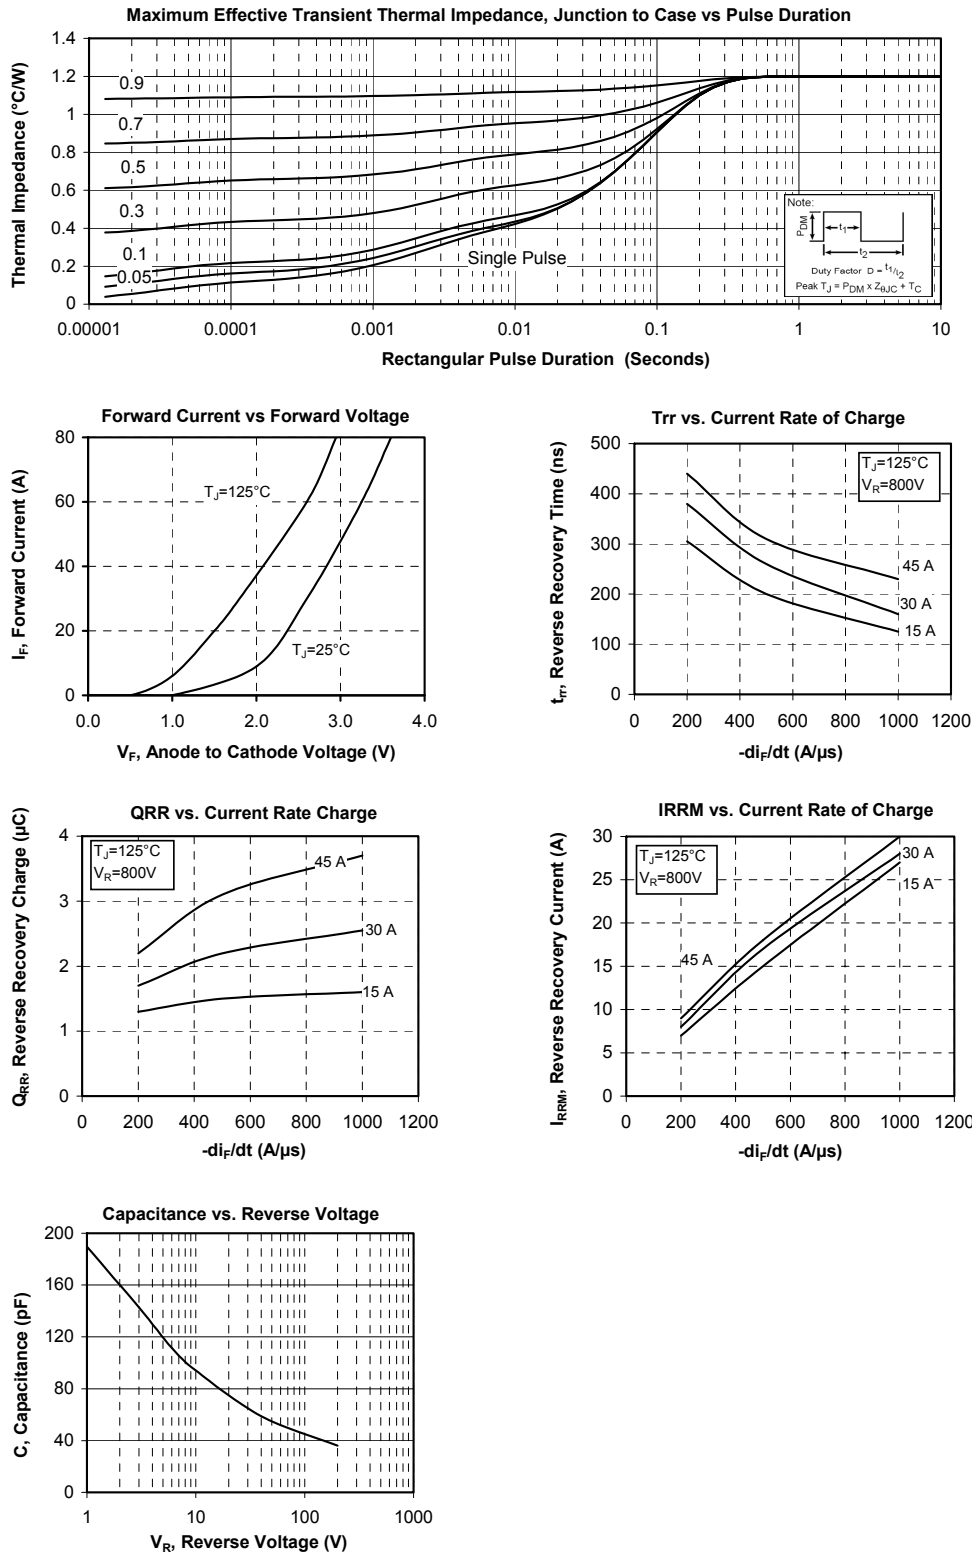 Maximum Effective Transient Thermal Impedance, Junction to Case vs Pulse Duration
Thermal Impedance (°C/W)
1.4
1.2
1
0.8
0.6
0.4
0.2
0
0.9
0.7
0.5
0.3
0.1
0.05
Single Pulse
Note:
PDM
t1
t2
Duty Factor D = t1/t2
Peak TJ = PDM x ZθJC + TC
0.00001 0.0001 0.001 0.01 0.1 1 10
Rectangular Pulse Duration (Seconds)
Forward Current vs Forward Voltage
IF, Forward Current (A)
80
60
40
20
0
TJ=125°C
TJ=25°C
0.0 1.0 2.0 3.0 4.0
VF, Anode to Cathode Voltage (V)
Trr vs. Current Rate of Charge
trr, Reverse Recovery Time (ns)
500
400
300
200
100
0
TJ=125°C
VR=800V
45 A
30 A
15 A
0 200 400 600 800 1000 1200
-diF/dt (A/µs)
QRR vs. Current Rate Charge
QRR, Reverse Recovery Charge (µC)
4
3
2
1
0
TJ=125°C
VR=800V
45 A
30 A
15 A
0 200 400 600 800 1000 1200
-diF/dt (A/µs)
IRRM vs. Current Rate of Charge
IRRM, Reverse Recovery Current (A)
30
25
20
15
10
5
0
TJ=125°C
VR=800V
30 A
15 A
45 A
0 200 400 600 800 1000 1200
-diF/dt (A/µs)
Capacitance vs. Reverse Voltage
C, Capacitance (pF)
200
160
120
80
40
0
1 10 100 1000
VR, Reverse Voltage (V)